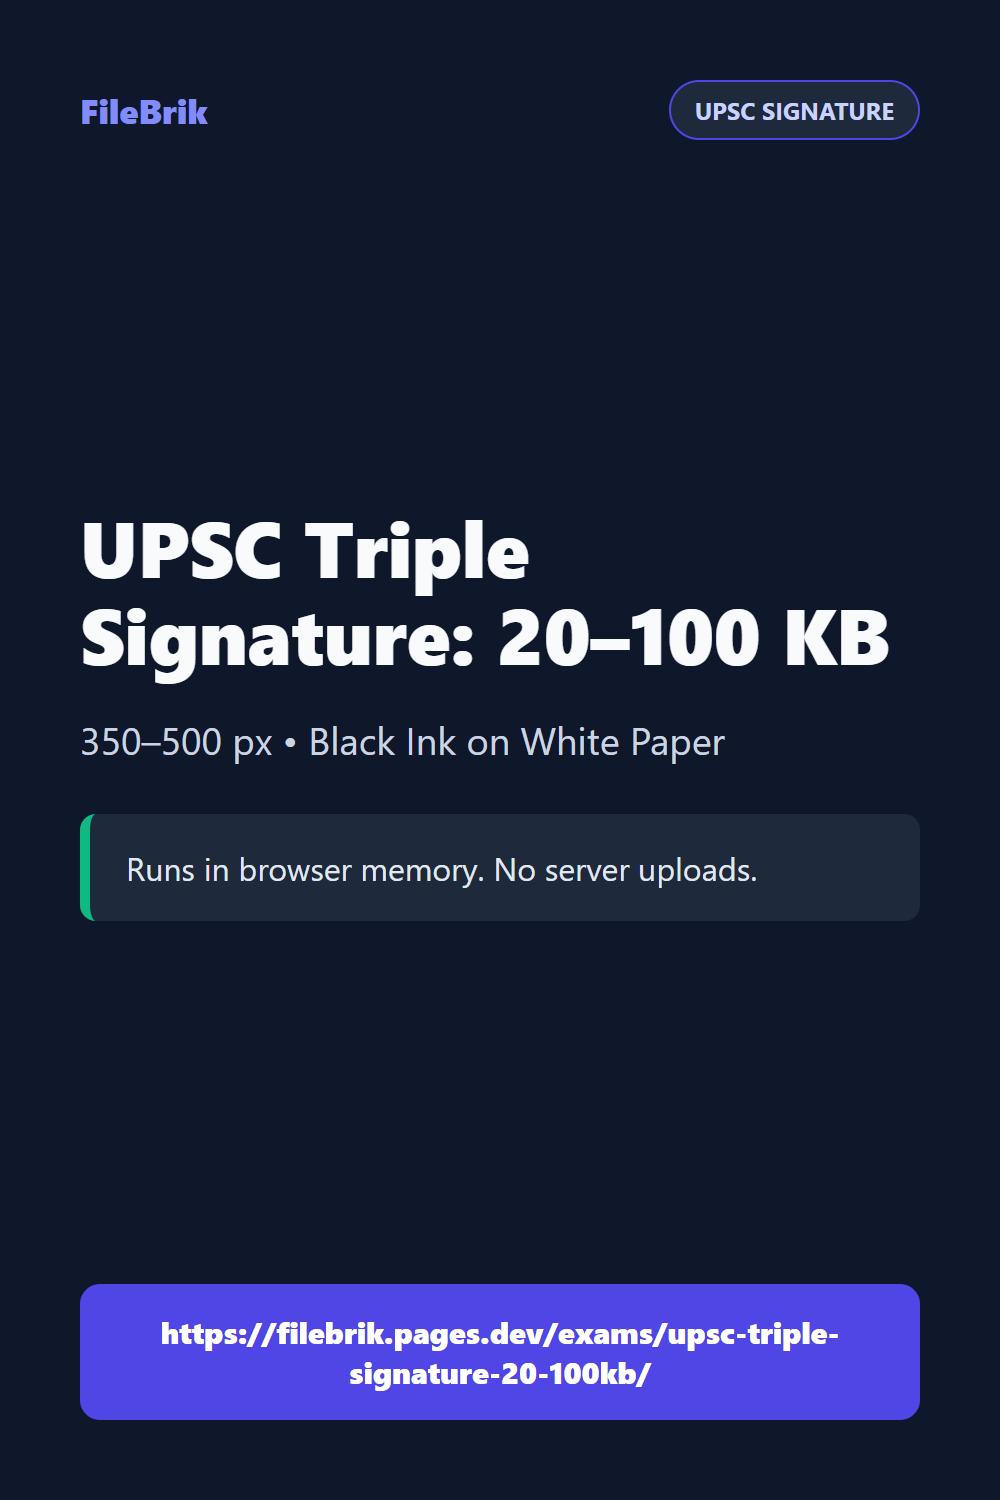 FileBrik
UPSC SIGNATURE
UPSC Triple
Signature: 20–100 KB
350–500 px • Black Ink on White Paper
Runs in browser memory. No server uploads.
https://filebrik.pages.dev/exams/upsc-triple-
signature-20-100kb/